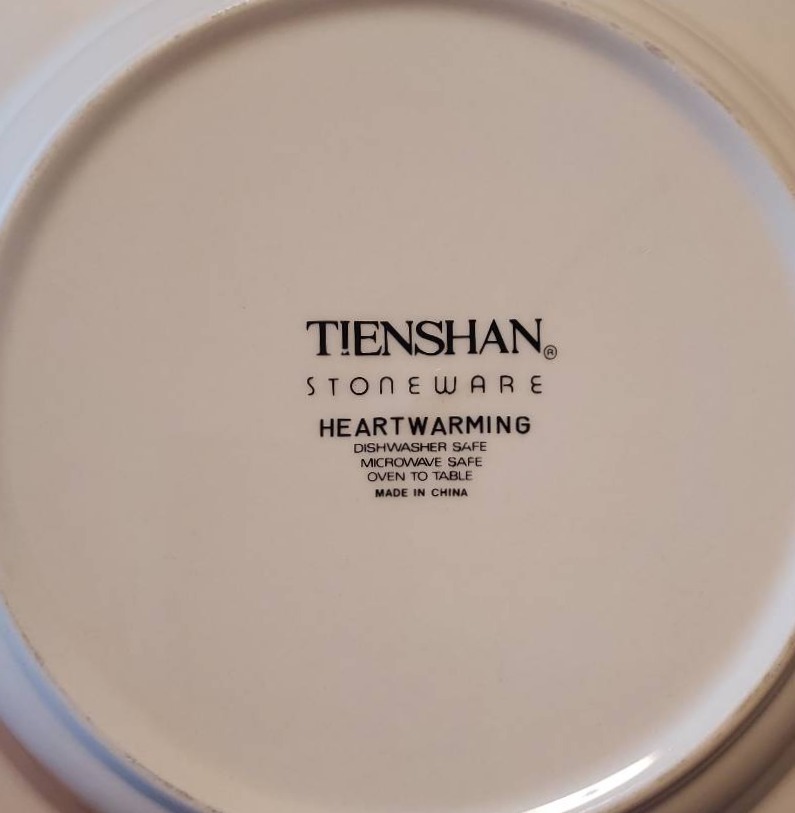 TIENSHAN®
STONEWARE
HEARTWARMING
DISHWASHER SAFE
MICROWAVE SAFE
OVEN TO TABLE
MADE IN CHINA